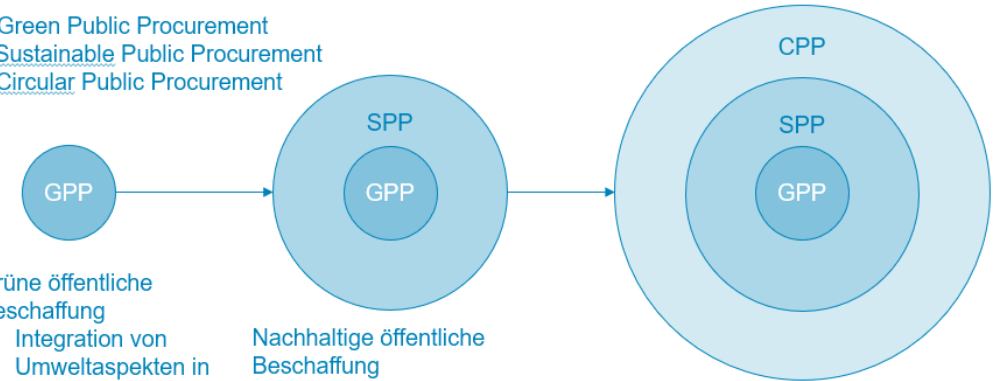 Green Public Procurement
Sustainable Public Procurement
Circular Public Procurement
CPP
SPP
SPP
GPP
GPP
GPP
rüne öffentliche
eschaffung
Integration von
Umweltaspekten in
Nachhaltige öffentliche
Beschaffung